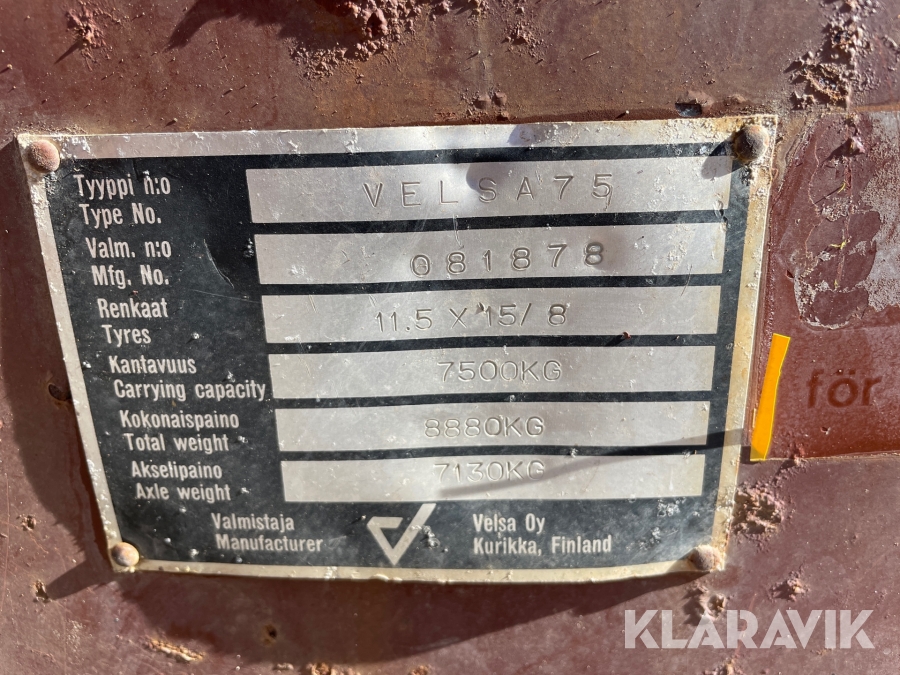 Tyyppi n:o
Type No.
VELSA75
Valm. n:o
Mfg. No.
081878
Renkaat
Tyres
11.5 X 15/8
Kantavuus
Carrying capacity
7500KG
Kokonaispaino
Total weight
8880KG
Akselipaino
Axle weight
7130KG
Valmistaja
Manufacturer
Velsa Oy
Kurikka, Finland
för
KLARAVIK